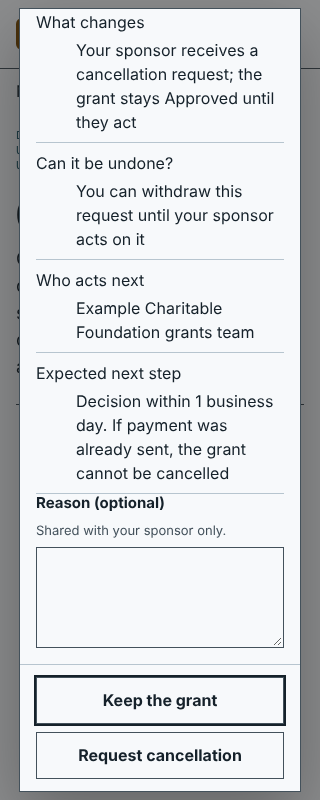 What changes
Your sponsor receives a
cancellation request; the
grant stays Approved until
they act
Can it be undone?
You can withdraw this
request until your sponsor
acts on it
Who acts next
Example Charitable
Foundation grants team
Expected next step
Decision within 1 business
day. If payment was
already sent, the grant
cannot be cancelled
Reason (optional)
Shared with your sponsor only.
Keep the grant
Request cancellation